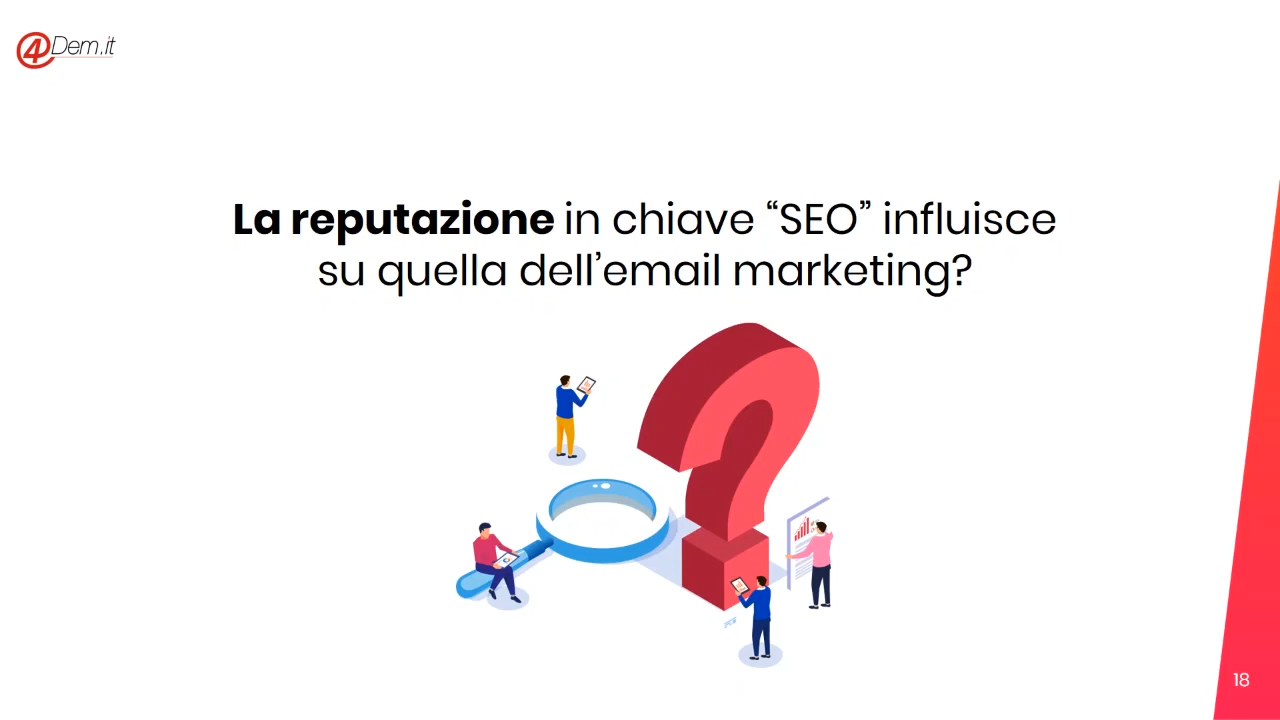 4Dem.it
La reputazione in chiave “SEO” influisce
su quella dell’email marketing?
18